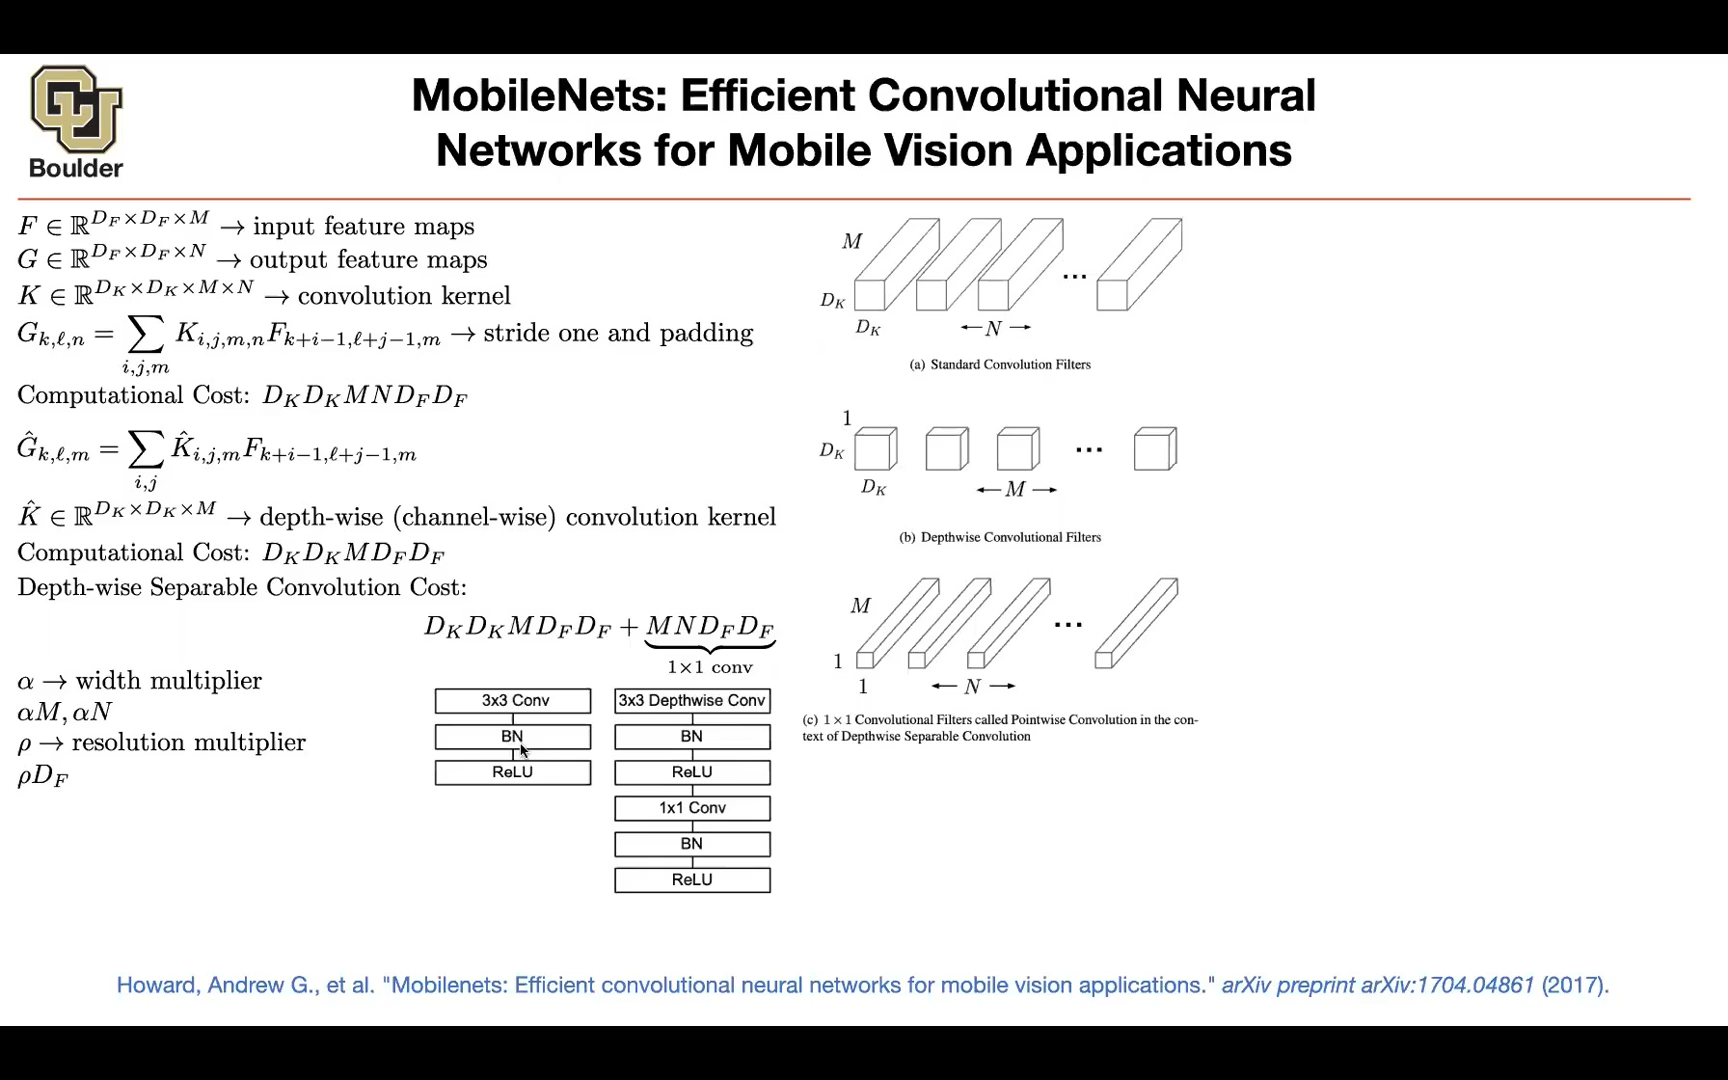 MobileNets: Efficient Convolutional Neural
Networks for Mobile Vision Applications
CU
Boulder
F ∈ ℝ^{D_F×D_F×M} → input feature maps
G ∈ ℝ^{D_F×D_F×N} → output feature maps
K ∈ ℝ^{D_K×D_K×M×N} → convolution kernel
G_{k,ℓ,n} = ∑_{i,j,m} K_{i,j,m,n}F_{k+i−1,ℓ+j−1,m} → stride one and padding
Computational Cost: D_K D_K M N D_F D_F
Ĝ_{k,ℓ,m} = ∑_{i,j} K̂_{i,j,m}F_{k+i−1,ℓ+j−1,m}
K̂ ∈ ℝ^{D_K×D_K×M} → depth-wise (channel-wise) convolution kernel
Computational Cost: D_K D_K M D_F D_F
Depth-wise Separable Convolution Cost:
D_K D_K M D_F D_F + M N D_F D_F
1×1 conv
α → width multiplier
αM, αN
ρ → resolution multiplier
ρD_F
3x3 Conv
BN
ReLU
3x3 Depthwise Conv
BN
ReLU
1x1 Conv
BN
ReLU
M
D_K
D_K
← N →
...
(a) Standard Convolution Filters
1
D_K
D_K
← M →
...
(b) Depthwise Convolutional Filters
M
1
1
← N →
...
(c) 1 × 1 Convolutional Filters called Pointwise Convolution in the con-
text of Depthwise Separable Convolution
Howard, Andrew G., et al. "Mobilenets: Efficient convolutional neural networks for mobile vision applications." arXiv preprint arXiv:1704.04861 (2017).